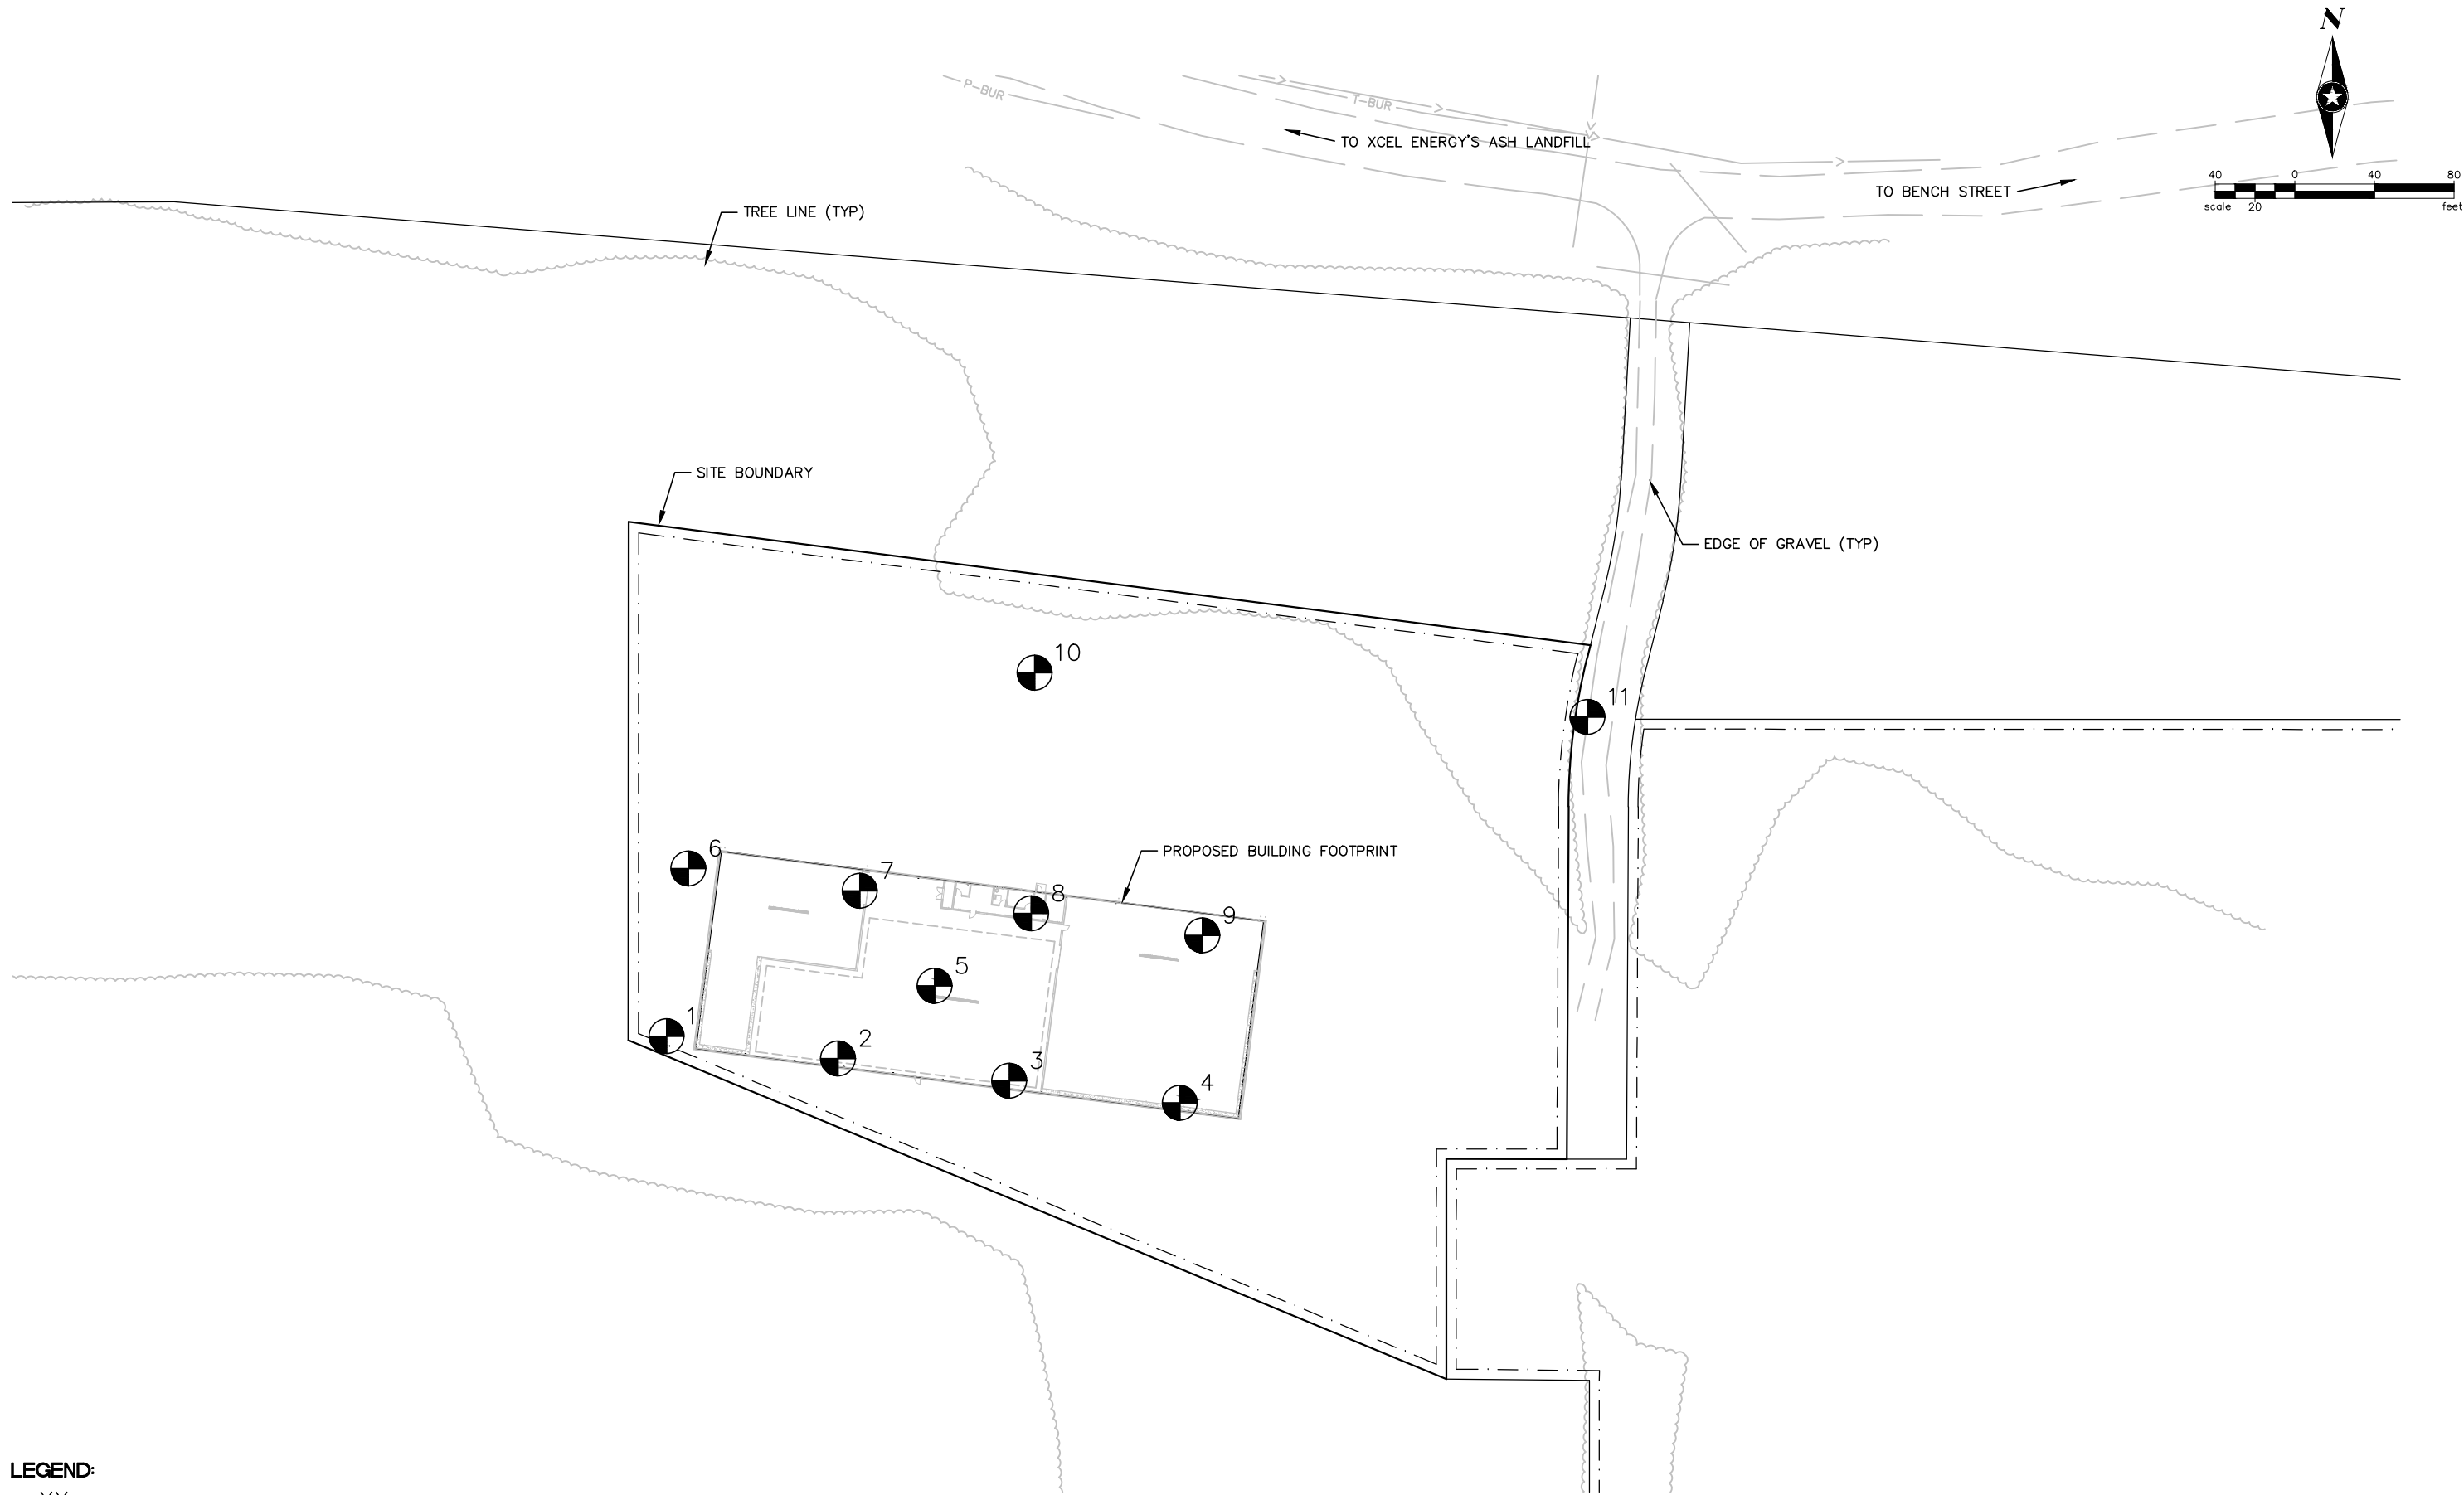 N
P-BUR
T-BUR
TO XCEL ENERGY'S ASH LANDFILL
TO BENCH STREET
40 0 40 80
scale 20 feet
TREE LINE (TYP)
SITE BOUNDARY
EDGE OF GRAVEL (TYP)
10
11
PROPOSED BUILDING FOOTPRINT
6
7
8
9
5
1
2
3
4
LEGEND: